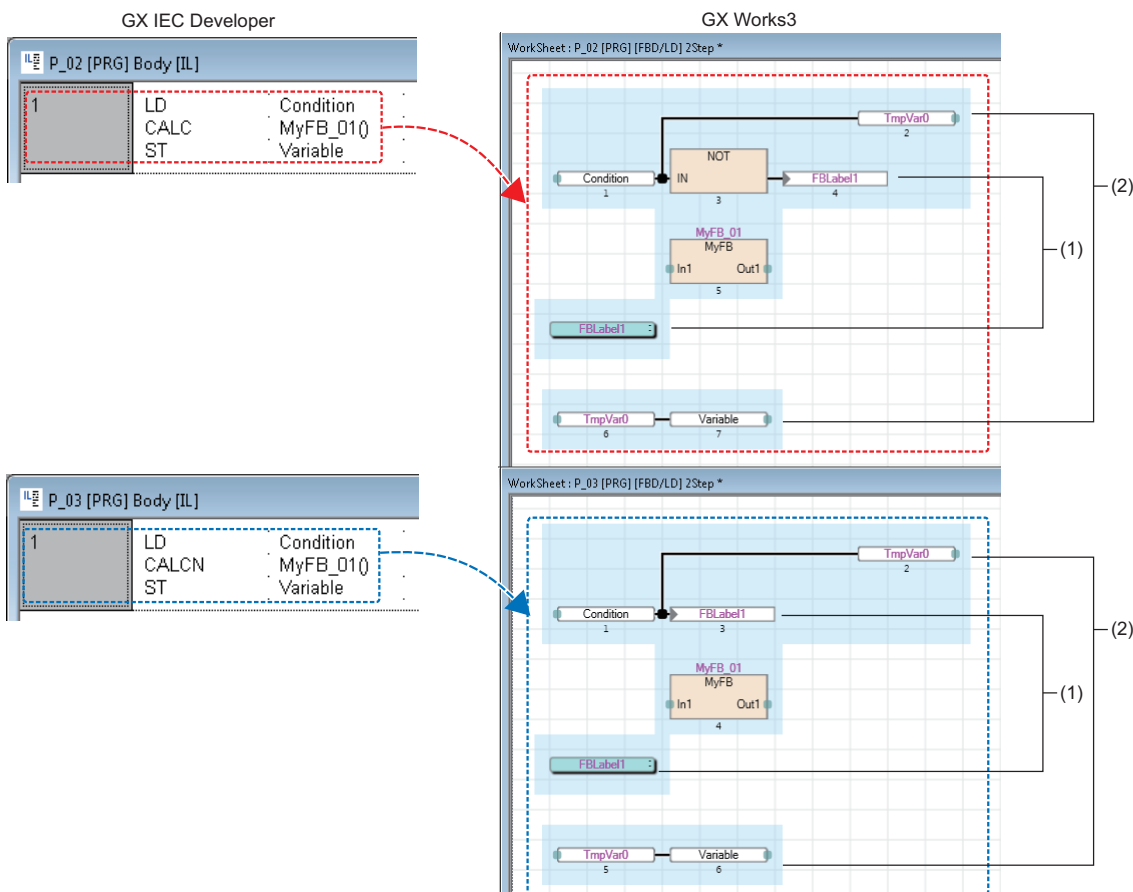 GX IEC Developer
GX Works3
P_02 [PRG] Body [IL]
1
LD Condition
CALC MyFB_01()
ST Variable
WorkSheet : P_02 [PRG] [FBD/LD] 2Step *
TmpVar0
2
NOT
Condition
IN
FBLabel1
1
3
4
MyFB_01
MyFB
In1 Out1
5
FBLabel1 :
TmpVar0 Variable
6 7
(2)
(1)
P_03 [PRG] Body [IL]
1
LD Condition
CALCN MyFB_01()
ST Variable
WorkSheet : P_03 [PRG] [FBD/LD] 2Step *
TmpVar0
2
Condition FBLabel1
1 3
MyFB_01
MyFB
In1 Out1
4
FBLabel1 :
TmpVar0 Variable
5 6
(2)
(1)